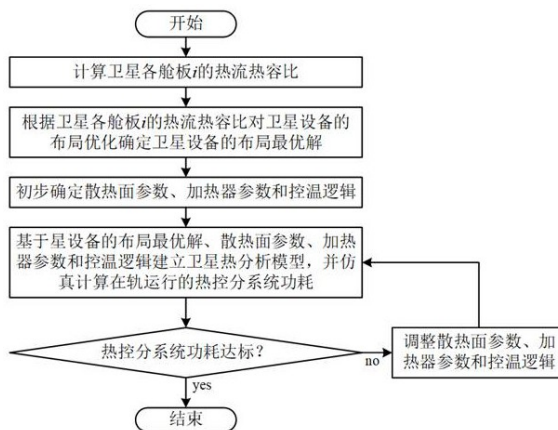 开始
计算卫星各舱板i的热流热容比
根据卫星各舱板i的热流热容比对卫星设备的
布局优化确定卫星设备的布局最优解
初步确定散热面参数、加热器参数和控温逻辑
基于星设备的布局最优解、散热面参数、加热
器参数和控温逻辑建立卫星热分析模型，并仿
真计算在轨运行的热控分系统功耗
热控分系统功耗达标？
no
调整散热面参数、加
热器参数和控温逻辑
yes
结束